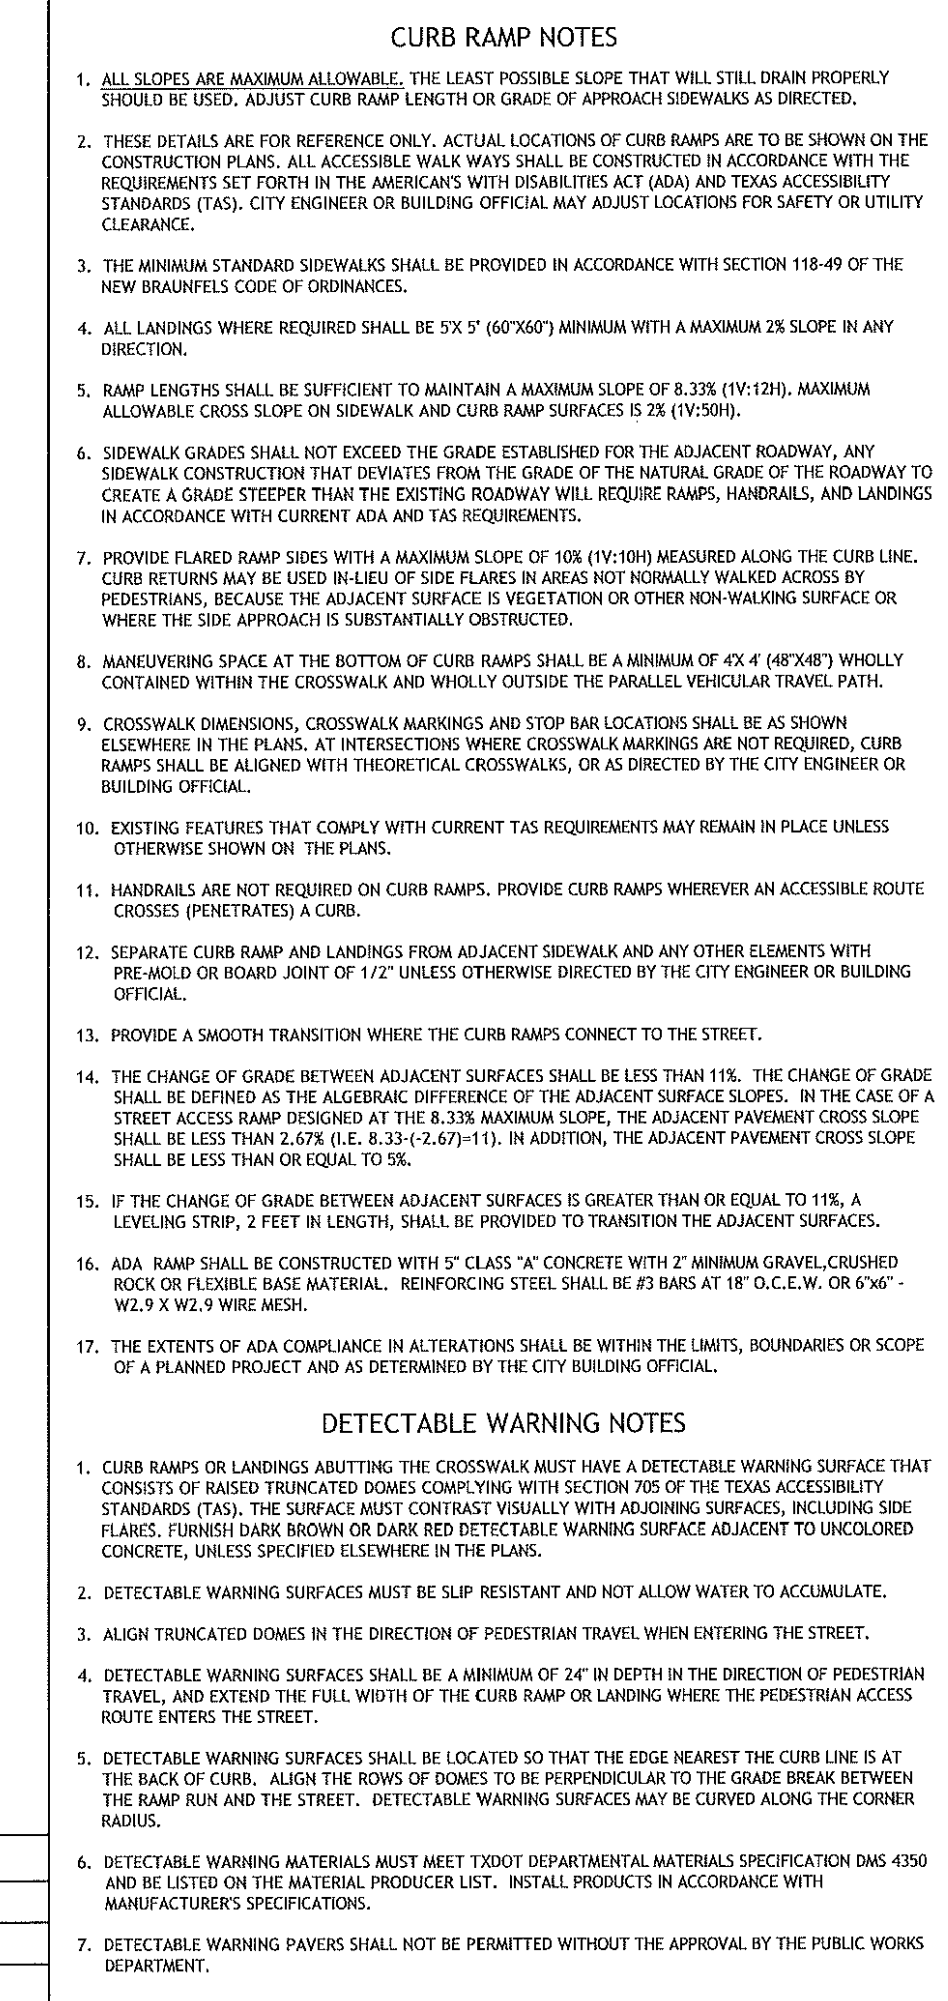 CURB RAMP NOTES
1. ALL SLOPES ARE MAXIMUM ALLOWABLE. THE LEAST POSSIBLE SLOPE THAT WILL STILL DRAIN PROPERLY
SHOULD BE USED. ADJUST CURB RAMP LENGTH OR GRADE OF APPROACH SIDEWALKS AS DIRECTED.
2. THESE DETAILS ARE FOR REFERENCE ONLY. ACTUAL LOCATIONS OF CURB RAMPS ARE TO BE SHOWN ON THE
CONSTRUCTION PLANS. ALL ACCESSIBLE WALK WAYS SHALL BE CONSTRUCTED IN ACCORDANCE WITH THE
REQUIREMENTS SET FORTH IN THE AMERICAN'S WITH DISABILITIES ACT (ADA) AND TEXAS ACCESSIBILITY
STANDARDS (TAS). CITY ENGINEER OR BUILDING OFFICIAL MAY ADJUST LOCATIONS FOR SAFETY OR UTILITY
CLEARANCE.
3. THE MINIMUM STANDARD SIDEWALKS SHALL BE PROVIDED IN ACCORDANCE WITH SECTION 118-49 OF THE
NEW BRAUNFELS CODE OF ORDINANCES.
4. ALL LANDINGS WHERE REQUIRED SHALL BE 5'X 5' (60"X60") MINIMUM WITH A MAXIMUM 2% SLOPE IN ANY
DIRECTION.
5. RAMP LENGTHS SHALL BE SUFFICIENT TO MAINTAIN A MAXIMUM SLOPE OF 8.33% (1V:12H). MAXIMUM
ALLOWABLE CROSS SLOPE ON SIDEWALK AND CURB RAMP SURFACES IS 2% (1V:50H).
6. SIDEWALK GRADES SHALL NOT EXCEED THE GRADE ESTABLISHED FOR THE ADJACENT ROADWAY, ANY
SIDEWALK CONSTRUCTION THAT DEVIATES FROM THE GRADE OF THE NATURAL GRADE OF THE ROADWAY TO
CREATE A GRADE STEEPER THAN THE EXISTING ROADWAY WILL REQUIRE RAMPS, HANDRAILS, AND LANDINGS
IN ACCORDANCE WITH CURRENT ADA AND TAS REQUIREMENTS.
7. PROVIDE FLARED RAMP SIDES WITH A MAXIMUM SLOPE OF 10% (1V:10H) MEASURED ALONG THE CURB LINE.
CURB RETURNS MAY BE USED IN-LIEU OF SIDE FLARES IN AREAS NOT NORMALLY WALKED ACROSS BY
PEDESTRIANS, BECAUSE THE ADJACENT SURFACE IS VEGETATION OR OTHER NON-WALKING SURFACE OR
WHERE THE SIDE APPROACH IS SUBSTANTIALLY OBSTRUCTED.
8. MANEUVERING SPACE AT THE BOTTOM OF CURB RAMPS SHALL BE A MINIMUM OF 4'X 4' (48"X48") WHOLLY
CONTAINED WITHIN THE CROSSWALK AND WHOLLY OUTSIDE THE PARALLEL VEHICULAR TRAVEL PATH.
9. CROSSWALK DIMENSIONS, CROSSWALK MARKINGS AND STOP BAR LOCATIONS SHALL BE AS SHOWN
ELSEWHERE IN THE PLANS. AT INTERSECTIONS WHERE CROSSWALK MARKINGS ARE NOT REQUIRED, CURB
RAMPS SHALL BE ALIGNED WITH THEORETICAL CROSSWALKS, OR AS DIRECTED BY THE CITY ENGINEER OR
BUILDING OFFICIAL.
10. EXISTING FEATURES THAT COMPLY WITH CURRENT TAS REQUIREMENTS MAY REMAIN IN PLACE UNLESS
OTHERWISE SHOWN ON THE PLANS.
11. HANDRAILS ARE NOT REQUIRED ON CURB RAMPS. PROVIDE CURB RAMPS WHEREVER AN ACCESSIBLE ROUTE
CROSSES (PENETRATES) A CURB.
12. SEPARATE CURB RAMP AND LANDINGS FROM ADJACENT SIDEWALK AND ANY OTHER ELEMENTS WITH
PRE-MOLD OR BOARD JOINT OF 1/2" UNLESS OTHERWISE DIRECTED BY THE CITY ENGINEER OR BUILDING
OFFICIAL.
13. PROVIDE A SMOOTH TRANSITION WHERE THE CURB RAMPS CONNECT TO THE STREET.
14. THE CHANGE OF GRADE BETWEEN ADJACENT SURFACES SHALL BE LESS THAN 11%. THE CHANGE OF GRADE
SHALL BE DEFINED AS THE ALGEBRAIC DIFFERENCE OF THE ADJACENT SURFACE SLOPES. IN THE CASE OF A
STREET ACCESS RAMP DESIGNED AT THE 8.33% MAXIMUM SLOPE, THE ADJACENT PAVEMENT CROSS SLOPE
SHALL BE LESS THAN 2.67% (I.E. 8.33-(-2.67)=11). IN ADDITION, THE ADJACENT PAVEMENT CROSS SLOPE
SHALL BE LESS THAN OR EQUAL TO 5%.
15. IF THE CHANGE OF GRADE BETWEEN ADJACENT SURFACES IS GREATER THAN OR EQUAL TO 11%, A
LEVELING STRIP, 2 FEET IN LENGTH, SHALL BE PROVIDED TO TRANSITION THE ADJACENT SURFACES.
16. ADA RAMP SHALL BE CONSTRUCTED WITH 5" CLASS "A" CONCRETE WITH 2" MINIMUM GRAVEL,CRUSHED
ROCK OR FLEXIBLE BASE MATERIAL. REINFORCING STEEL SHALL BE #3 BARS AT 18" O.C.E.W. OR 6"x6" -
W2.9 X W2.9 WIRE MESH.
17. THE EXTENTS OF ADA COMPLIANCE IN ALTERATIONS SHALL BE WITHIN THE LIMITS, BOUNDARIES OR SCOPE
OF A PLANNED PROJECT AND AS DETERMINED BY THE CITY BUILDING OFFICIAL.
DETECTABLE WARNING NOTES
1. CURB RAMPS OR LANDINGS ABUTTING THE CROSSWALK MUST HAVE A DETECTABLE WARNING SURFACE THAT
CONSISTS OF RAISED TRUNCATED DOMES COMPLYING WITH SECTION 705 OF THE TEXAS ACCESSIBILITY
STANDARDS (TAS). THE SURFACE MUST CONTRAST VISUALLY WITH ADJOINING SURFACES, INCLUDING SIDE
FLARES. FURNISH DARK BROWN OR DARK RED DETECTABLE WARNING SURFACE ADJACENT TO UNCOLORED
CONCRETE, UNLESS SPECIFIED ELSEWHERE IN THE PLANS.
2. DETECTABLE WARNING SURFACES MUST BE SLIP RESISTANT AND NOT ALLOW WATER TO ACCUMULATE.
3. ALIGN TRUNCATED DOMES IN THE DIRECTION OF PEDESTRIAN TRAVEL WHEN ENTERING THE STREET.
4. DETECTABLE WARNING SURFACES SHALL BE A MINIMUM OF 24" IN DEPTH IN THE DIRECTION OF PEDESTRIAN
TRAVEL, AND EXTEND THE FULL WIDTH OF THE CURB RAMP OR LANDING WHERE THE PEDESTRIAN ACCESS
ROUTE ENTERS THE STREET.
5. DETECTABLE WARNING SURFACES SHALL BE LOCATED SO THAT THE EDGE NEAREST THE CURB LINE IS AT
THE BACK OF CURB. ALIGN THE ROWS OF DOMES TO BE PERPENDICULAR TO THE GRADE BREAK BETWEEN
THE RAMP RUN AND THE STREET. DETECTABLE WARNING SURFACES MAY BE CURVED ALONG THE CORNER
RADIUS.
6. DETECTABLE WARNING MATERIALS MUST MEET TXDOT DEPARTMENTAL MATERIALS SPECIFICATION DMS 4350
AND BE LISTED ON THE MATERIAL PRODUCER LIST. INSTALL PRODUCTS IN ACCORDANCE WITH
MANUFACTURER'S SPECIFICATIONS.
7. DETECTABLE WARNING PAVERS SHALL NOT BE PERMITTED WITHOUT THE APPROVAL BY THE PUBLIC WORKS
DEPARTMENT.